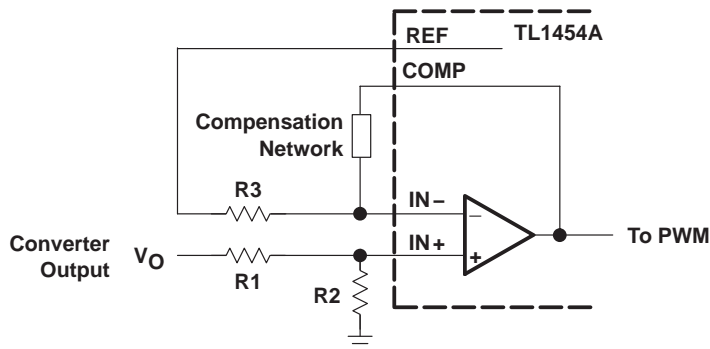 REF
TL1454A
COMP
Compensation
Network
R3
IN –
–
Converter
Output
VO
R1
IN +
+
To PWM
R2